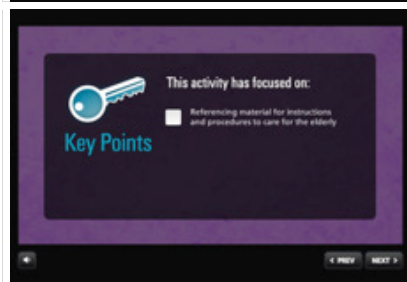 This activity has focused on:
Referencing material for instructions
and procedures to care for the elderly
Key Points
< PREV
NEXT >